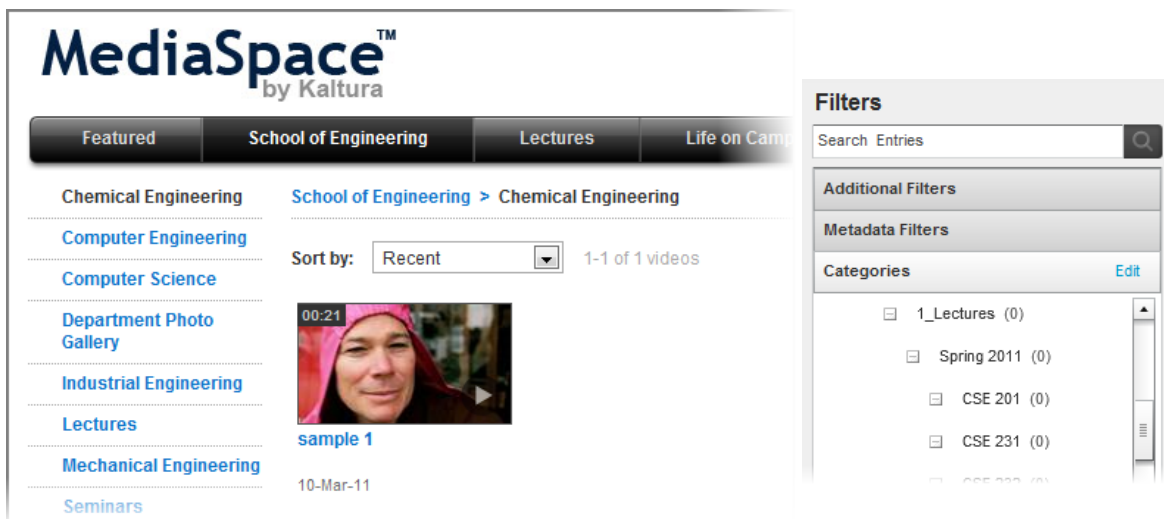 MediaSpace™
by Kaltura
Featured
School of Engineering
Lectures
Life on Camp
Chemical Engineering
Computer Engineering
Computer Science
Department Photo
Gallery
Industrial Engineering
Lectures
Mechanical Engineering
Seminars
School of Engineering > Chemical Engineering
Sort by: Recent 1-1 of 1 videos
00:21
sample 1
10-Mar-11
Filters
Search Entries
Additional Filters
Metadata Filters
Categories Edit
1_Lectures (0)
Spring 2011 (0)
CSE 201 (0)
CSE 231 (0)